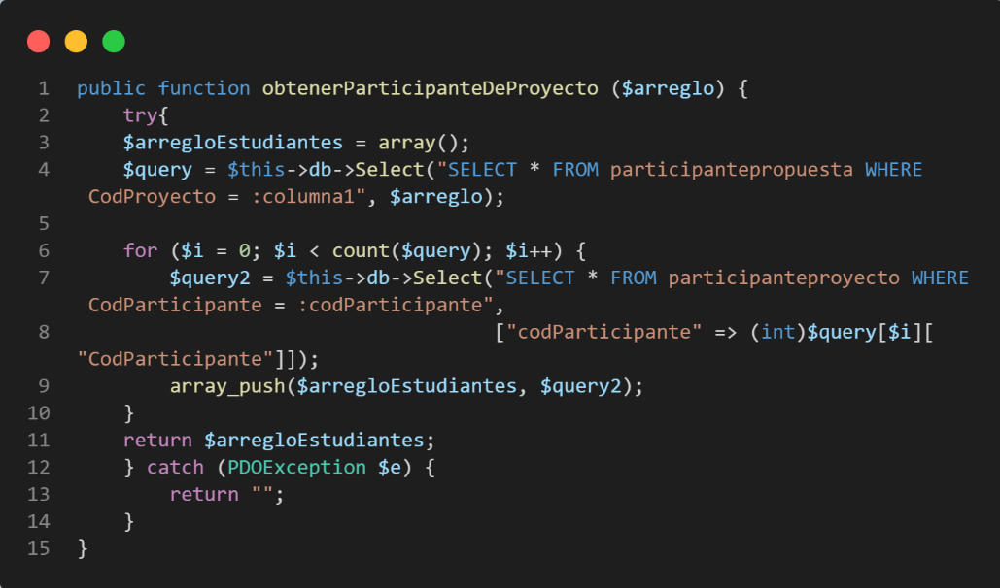 1 public function obtenerParticipanteDeProyecto ($arreglo) {
2 try{
3 $arregloEstudiantes = array();
4 $query = $this->db->Select("SELECT * FROM participantepropuesta WHERE
CodProyecto = :columna1", $arreglo);
5
6 for ($i = 0; $i < count($query); $i++) {
7 $query2 = $this->db->Select("SELECT * FROM participanteproyecto WHERE
CodParticipante = :codParticipante",
8 ["codParticipante" => (int)$query[$i][
"CodParticipante"]]);
9 array_push($arregloEstudiantes, $query2);
10 }
11 return $arregloEstudiantes;
12 } catch (PDOException $e) {
13 return "";
14 }
15 }